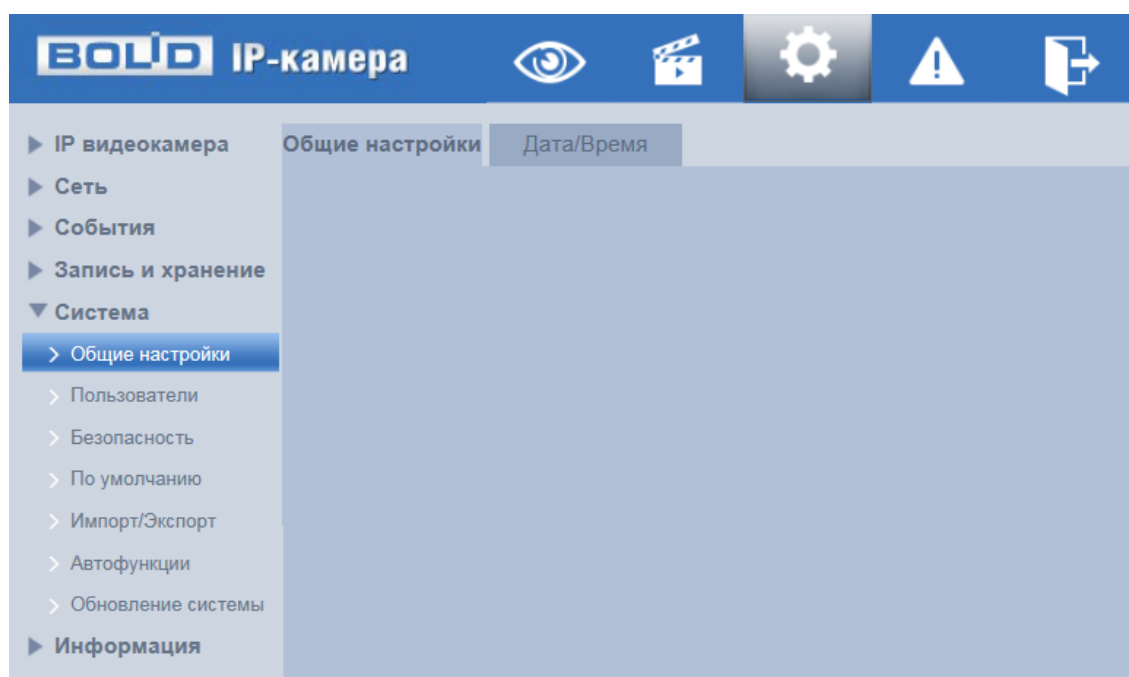 BOLID IP-камера
IP видеокамера
Сеть
События
Запись и хранение
Система
Общие настройки
Пользователи
Безопасность
По умолчанию
Импорт/Экспорт
Автофункции
Обновление системы
Информация
Общие настройки Дата/Время